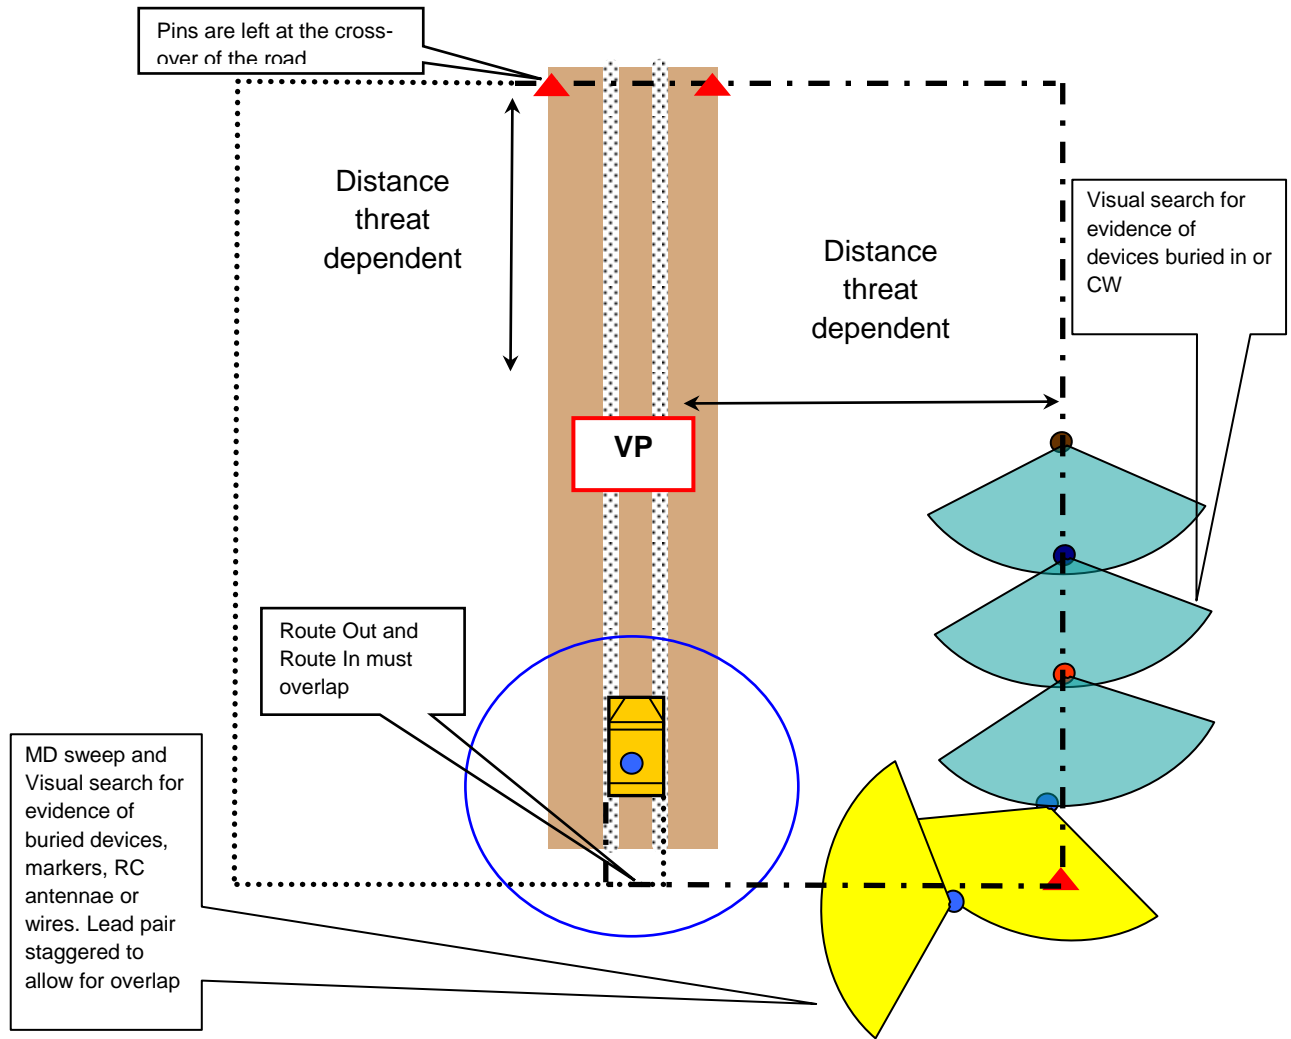 Pins are left at the cross-
over of the road
Distance
threat
dependent
Visual search for
evidence of
devices buried in or
CW
Distance
threat
dependent
VP
Route Out and
Route In must
overlap
MD sweep and
Visual search for
evidence of
buried devices,
markers, RC
antennae or
wires. Lead pair
staggered to
allow for overlap